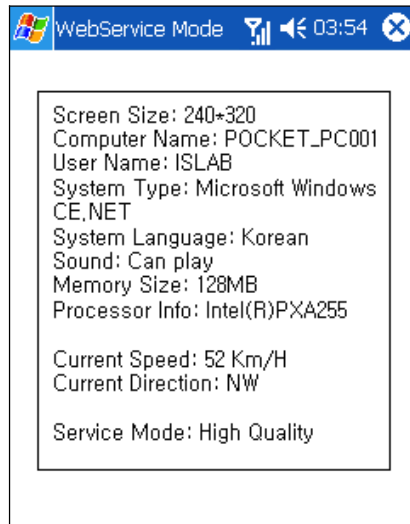 WebService Mode 03:54
Screen Size: 240*320
Computer Name: POCKET_PC001
User Name: ISLAB
System Type: Microsoft Windows
CE,NET
System Language: Korean
Sound: Can play
Memory Size: 128MB
Processor Info: Intel(R)PXA255
Current Speed: 52 Km/H
Current Direction: NW
Service Mode: High Quality